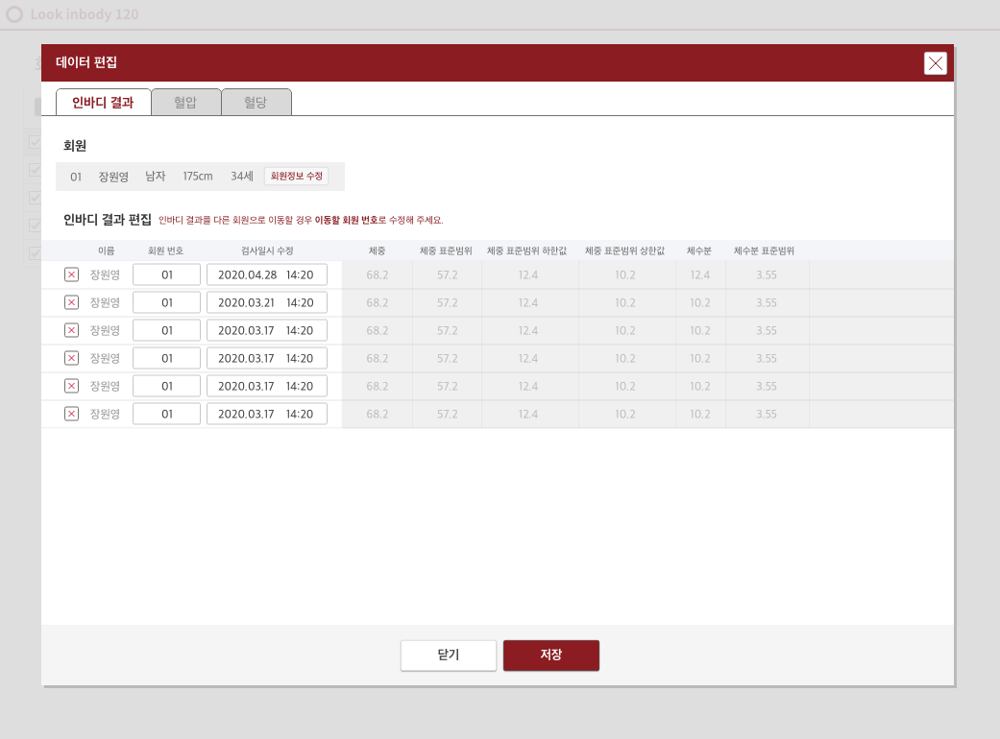 Look inbody 120
데이터 편집
인바디 결과 혈압 혈당
회원
01 장원영 남자 175cm 34세 회원정보 수정
인바디 결과 편집 인바디 결과를 다른 회원으로 이동할 경우 이동할 회원 번호로 수정해 주세요.
이름 회원 번호 검사일시 수정 체중 체중 표준범위 체중 표준범위 하한값 체중 표준범위 상한값 체수분 체수분 표준범위
장원영 01 2020.04.28 14:20 68.2 57.2 12.4 10.2 12.4 3.55
장원영 01 2020.03.21 14:20 68.2 57.2 12.4 10.2 10.2 3.55
장원영 01 2020.03.17 14:20 68.2 57.2 12.4 10.2 10.2 3.55
장원영 01 2020.03.17 14:20 68.2 57.2 12.4 10.2 10.2 3.55
장원영 01 2020.03.17 14:20 68.2 57.2 12.4 10.2 10.2 3.55
장원영 01 2020.03.17 14:20 68.2 57.2 12.4 10.2 10.2 3.55
닫기 저장